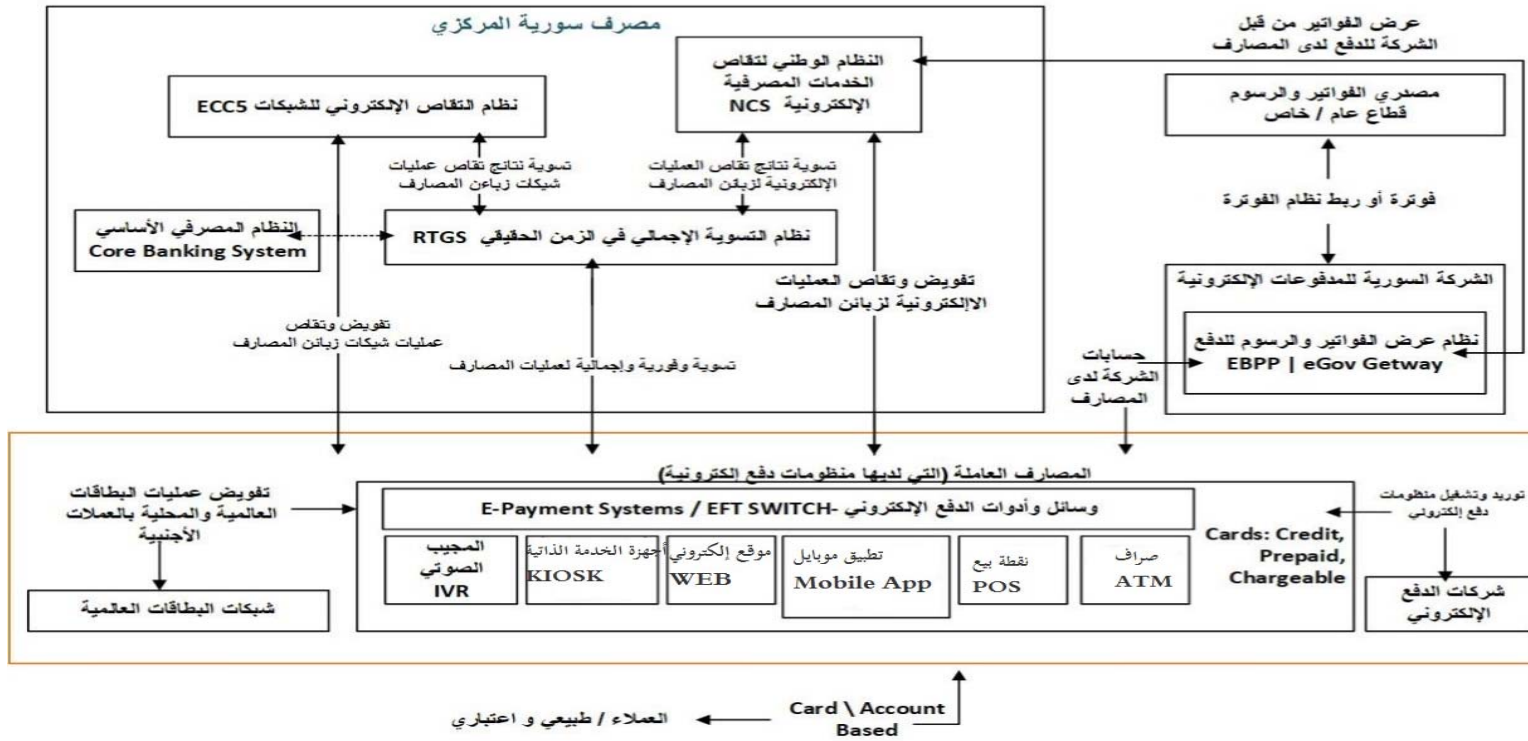 مصرف سورية المركزي
النظام الوطني لتقاص
الخدمات المصرفية
الإلكترونية NCS
نظام التقاص الإلكتروني للشيكات ECC5
تسوية نتائج تقاص العمليات
الإلكترونية لزبائن المصارف
تسوية نتائج تقاص عمليات
شيكات زباءن المصارف
نظام التسوية الإجمالي في الزمن الحقيقي RTGS
النظام المصرفي الأساسي
Core Banking System
تفويض وتقاص العمليات
الاإلكترونية لزبائن المصارف
تفويض وتقاص
عمليات شيكات زبائن المصارف
تسوية وفورية وإجمالية لعمليات المصارف
عرض الفواتير من قبل
الشركة للدفع لدى المصارف
مصدري الفواتير والرسوم
قطاع عام / خاص
فوترة أو ربط نظام الفوترة
الشركة السورية للمدفوعات الإلكترونية
نظام عرض الفواتير والرسوم للدفع
EBPP | eGov Getway
حسابات
الشركة لدى
المصارف
المصارف العاملة (التي لديها منظومات دفع إلكترونية)
وسائل وأدوات الدفع الإلكتروني -E-Payment Systems / EFT SWITCH
توريد وتشغيل منظومات
دفع إلكتروني
Cards: Credit,
Prepaid,
Chargeable
شركات الدفع
الإلكتروني
صراف
ATM
نقطة بيع
POS
تطبيق موبايل
Mobile App
موقع إلكتروني
WEB
أجهزة الخدمة الذاتية
KIOSK
المجيب
الصوتي
IVR
تفويض عمليات البطاقات
العالمية والمحلية بالعملات
الأجنبية
شبكات البطاقات العالمية
Card \ Account
Based
العملاء / طبيعي و اعتباري